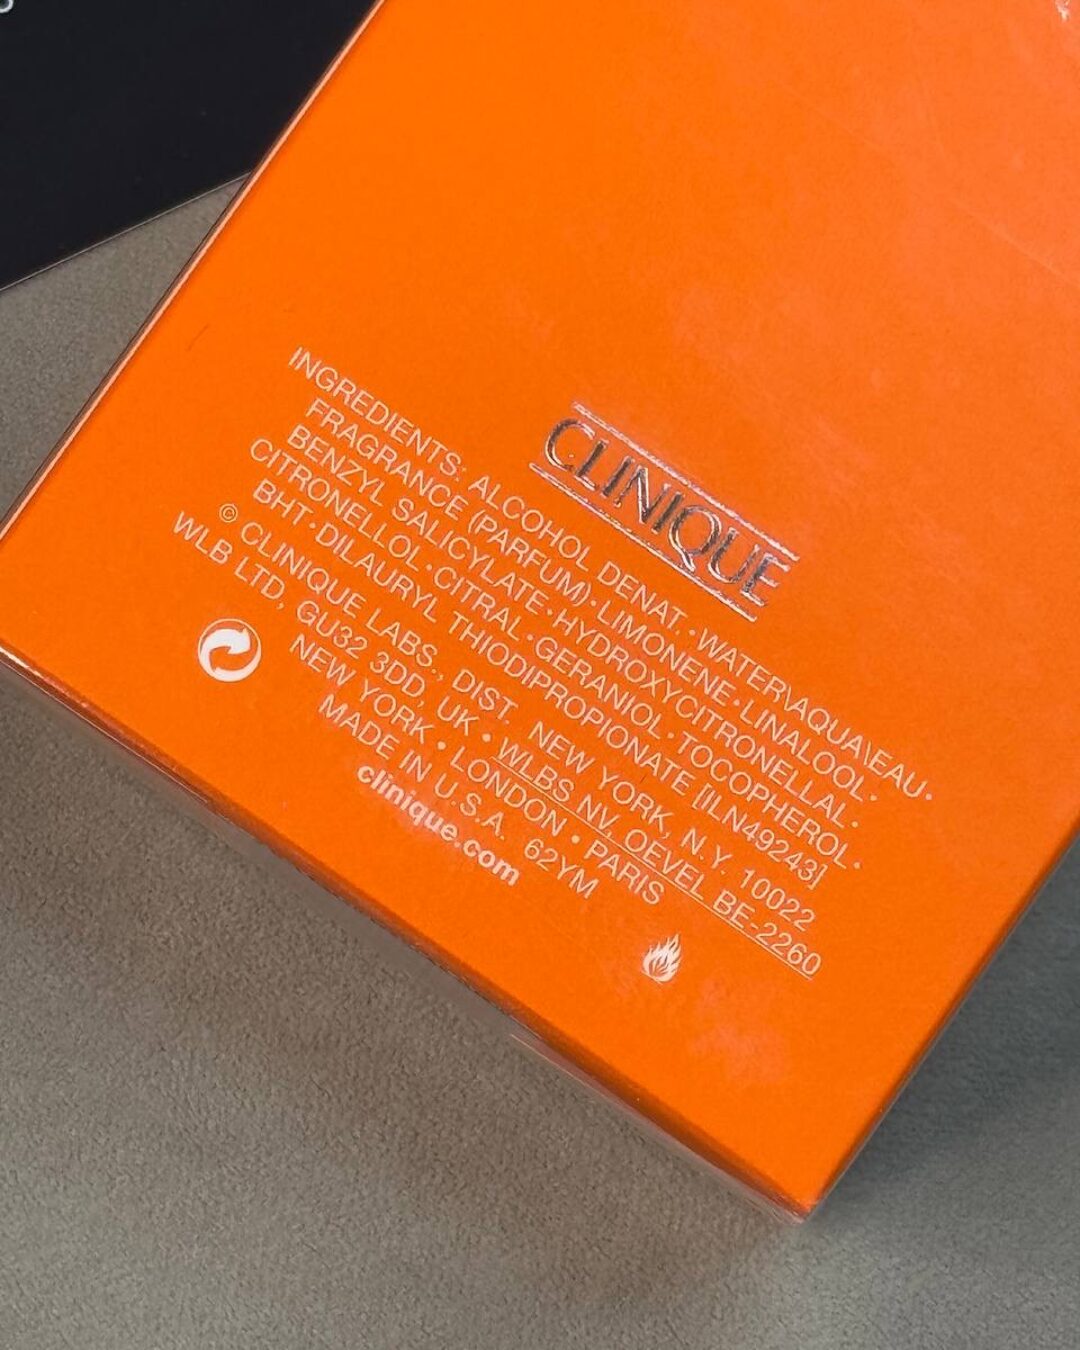 CLINIQUE
INGREDIENTS: ALCOHOL DENAT. • WATER\AQUA\EAU •
FRAGRANCE (PARFUM) • LIMONENE • LINALOOL •
BENZYL SALICYLATE • HYDROXYCITRONELLAL •
CITRONELLOL • CITRAL • GERANIOL • TOCOPHEROL •
BHT • DILAURYL THIODIPROPIONATE [ILN49243]
© CLINIQUE LABS., DIST. NEW YORK, N.Y. 10022
WLB LTD, GU32 3DD, UK • WLBS NV, OEVEL BE-2260
NEW YORK • LONDON • PARIS
MADE IN U.S.A. 62YM
clinique.com